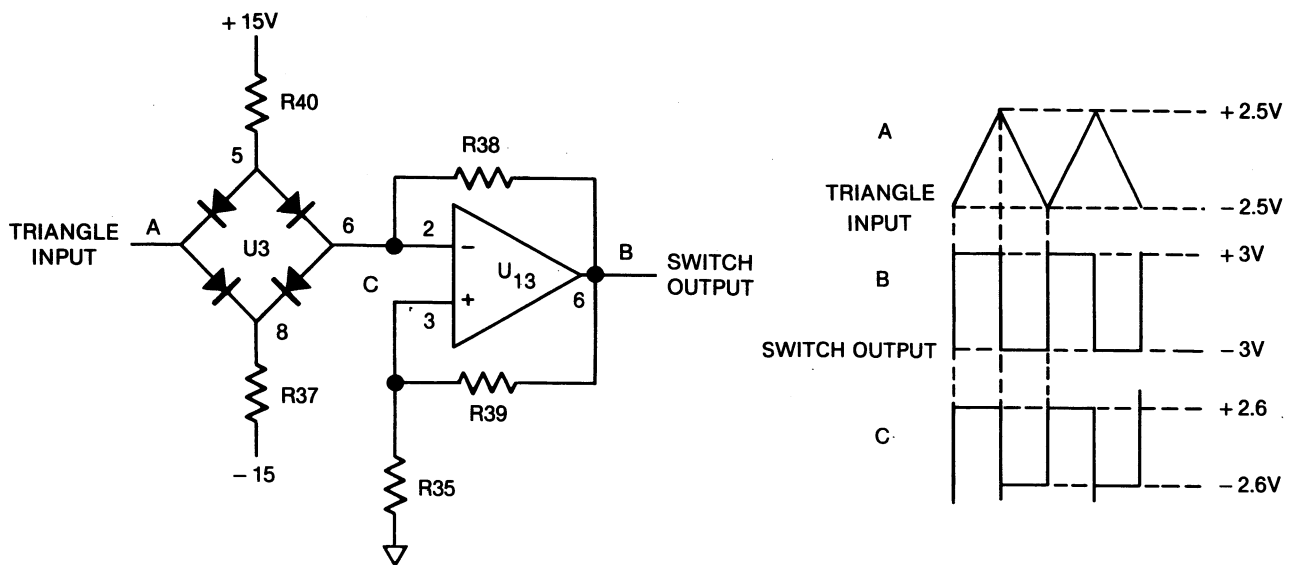 + 15V
R40
5
TRIANGLE
INPUT
A
U3
6
8
R37
– 15
R38
2
–
C
+
3
U13
6
B
SWITCH
OUTPUT
R39
R35
A
TRIANGLE
INPUT
+ 2.5V
– 2.5V
B
SWITCH OUTPUT
+ 3V
– 3V
C
+ 2.6
– 2.6V